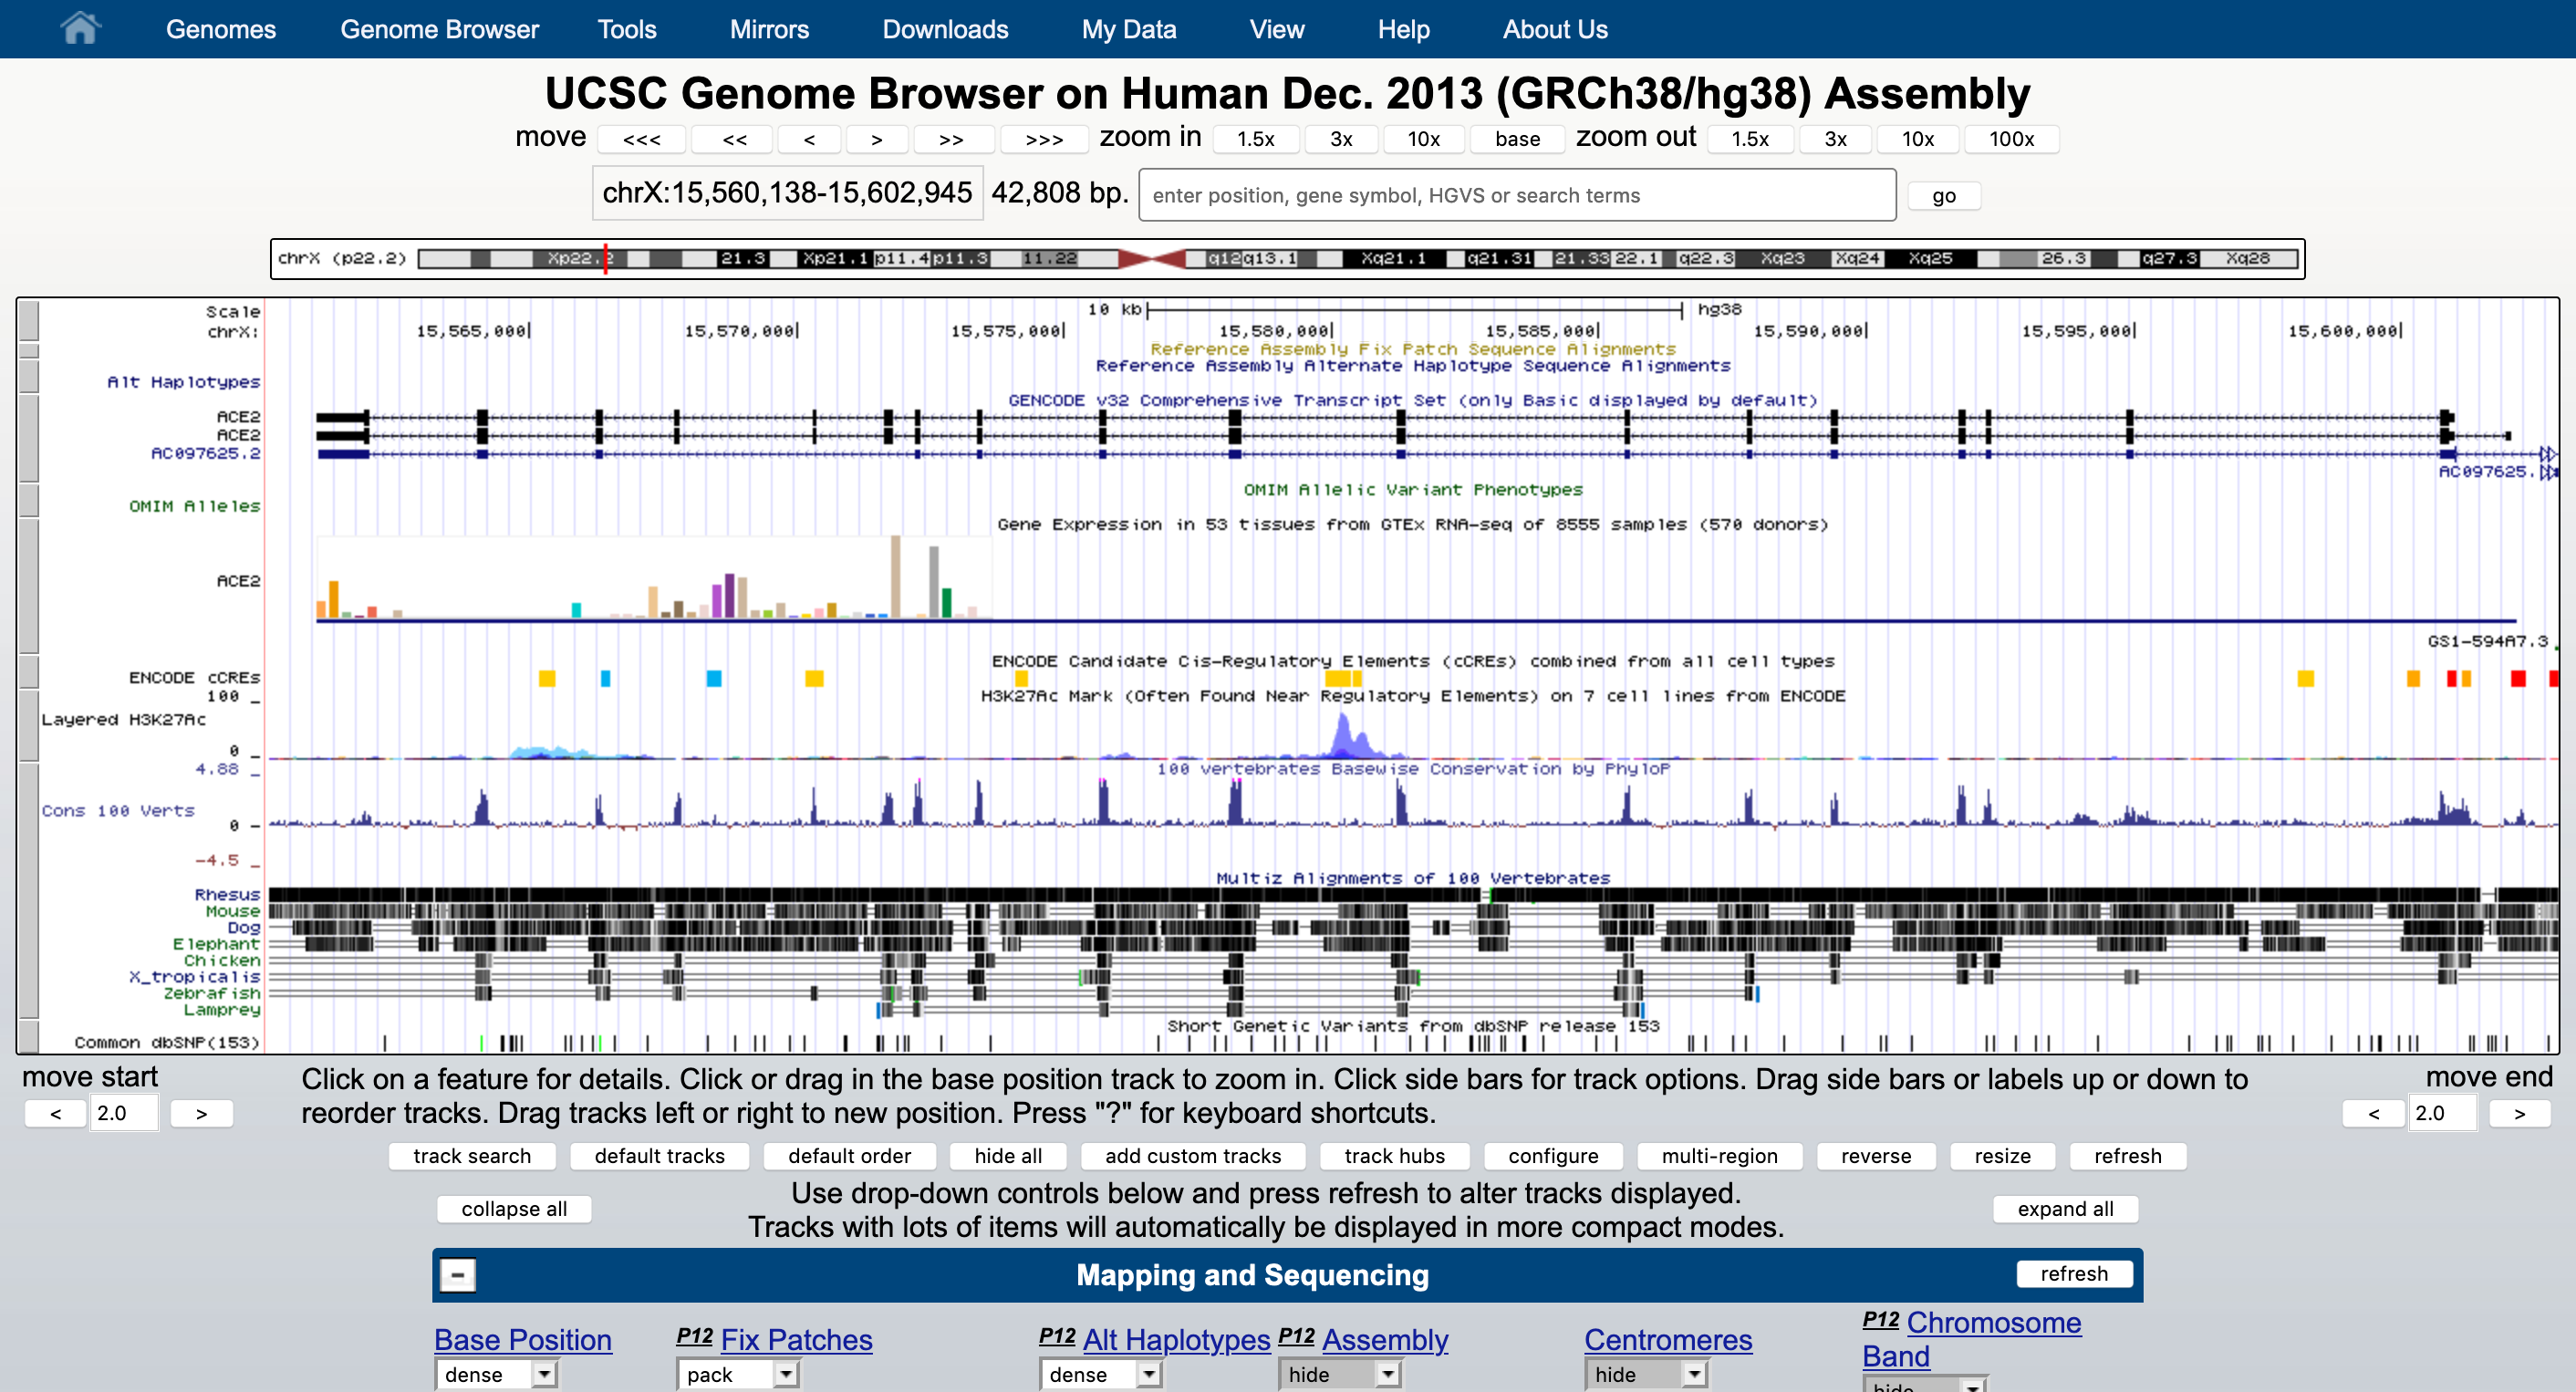 Genomes Genome Browser Tools Mirrors Downloads My Data View Help About Us
UCSC Genome Browser on Human Dec. 2013 (GRCh38/hg38) Assembly
move <<< << < > >> >>> zoom in 1.5x 3x 10x base zoom out 1.5x 3x 10x 100x
chrX:15,560,138-15,602,945 42,808 bp. enter position, gene symbol, HGVS or search terms go
chrX (p22.2) Xp22.2 21.3 Xp21.1 p11.4 p11.3 11.22 q12 q13.1 Xq21.1 q21.31 21.33 22.1 q22.3 Xq23 Xq24 Xq25 26.3 q27.3 Xq28
Scale 10 kb hg38
chrX: 15,565,000| 15,570,000| 15,575,000| 15,580,000| 15,585,000| 15,590,000| 15,595,000| 15,600,000|
Reference Assembly Fix Patch Sequence Alignments
Reference Assembly Alternate Haplotype Sequence Alignments
Alt Haplotypes
GENCODE v32 Comprehensive Transcript Set (only Basic displayed by default)
ACE2
ACE2
AC097625.2
AC097625.
OMIM Allelic Variant Phenotypes
OMIM Alleles
Gene Expression in 53 tissues from GTEx RNA-seq of 8555 samples (570 donors)
ACE2
GS1-594A7.3
ENCODE Candidate Cis-Regulatory Elements (cCREs) combined from all cell types
ENCODE cCREs
H3K27Ac Mark (Often Found Near Regulatory Elements) on 7 cell lines from ENCODE
100 _
Layered H3K27Ac
0 _
100 vertebrates Basewise Conservation by PhyloP
4.88 _
Cons 100 Verts
0 _
-4.5 _
Multiz Alignments of 100 Vertebrates
Rhesus
Mouse
Dog
Elephant
Chicken
X_tropicalis
Zebrafish
Lamprey
Short Genetic Variants from dbSNP release 153
Common dbSNP(153)
move start Click on a feature for details. Click or drag in the base position track to zoom in. Click side bars for track options. Drag side bars or labels up or down to move end
< 2.0 > reorder tracks. Drag tracks left or right to new position. Press "?" for keyboard shortcuts. < 2.0 >
track search default tracks default order hide all add custom tracks track hubs configure multi-region reverse resize refresh
collapse all Use drop-down controls below and press refresh to alter tracks displayed. expand all
Tracks with lots of items will automatically be displayed in more compact modes.
- Mapping and Sequencing refresh
Base Position P12 Fix Patches P12 Alt Haplotypes P12 Assembly Centromeres P12 Chromosome Band
dense pack dense hide hide hide